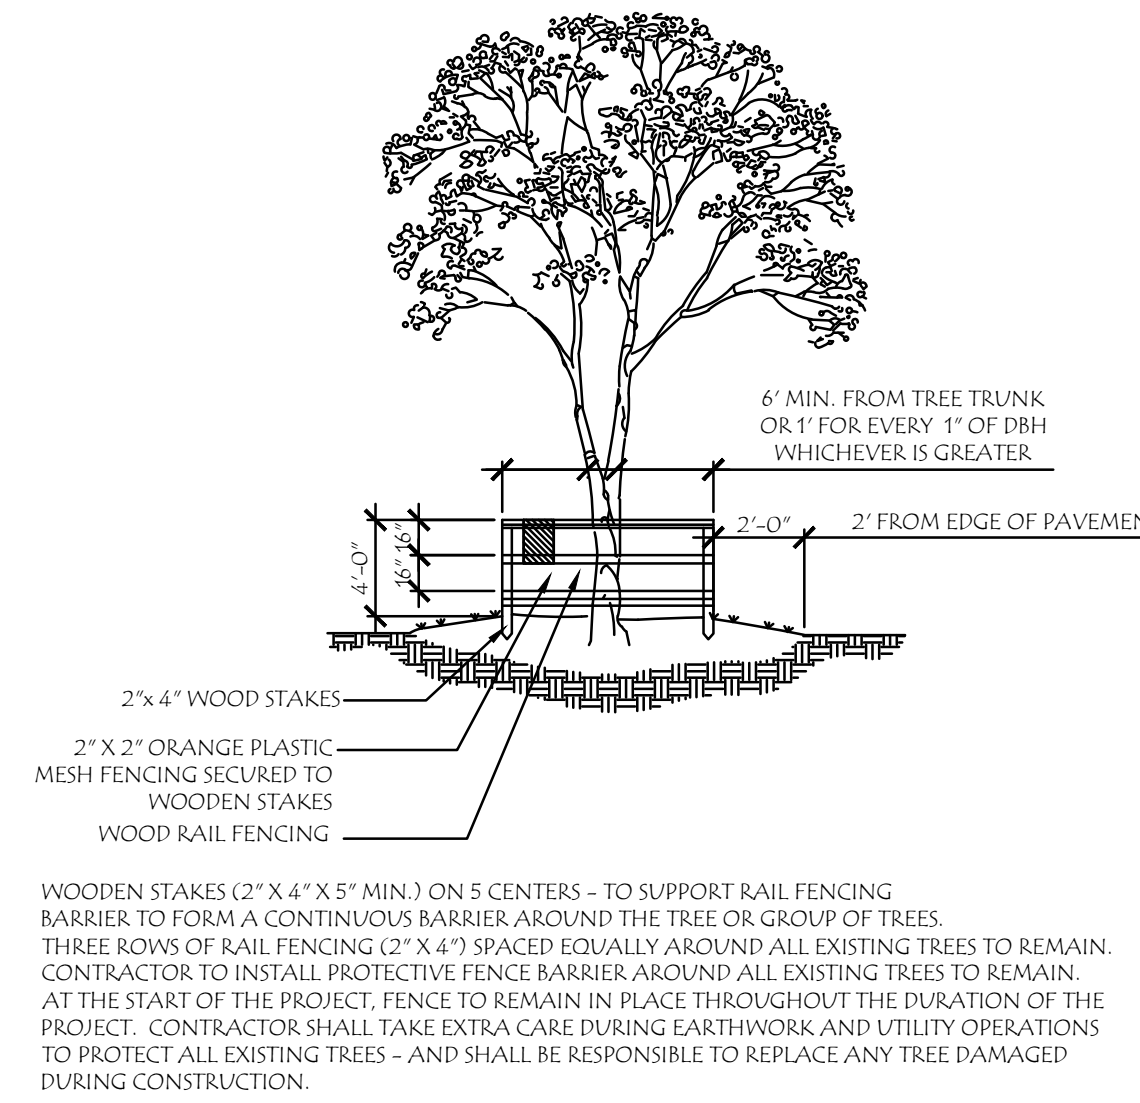 6' MIN. FROM TREE TRUNK
OR 1' FOR EVERY 1" OF DBH
WHICHEVER IS GREATER
2'-0"
2' FROM EDGE OF PAVEMEN
4'-0"
16"
16"
2"x 4" WOOD STAKES
2" X 2" ORANGE PLASTIC
MESH FENCING SECURED TO
WOODEN STAKES
WOOD RAIL FENCING
WOODEN STAKES (2" X 4" X 5" MIN.) ON 5 CENTERS - TO SUPPORT RAIL FENCING
BARRIER TO FORM A CONTINUOUS BARRIER AROUND THE TREE OR GROUP OF TREES.
THREE ROWS OF RAIL FENCING (2" X 4") SPACED EQUALLY AROUND ALL EXISTING TREES TO REMAIN.
CONTRACTOR TO INSTALL PROTECTIVE FENCE BARRIER AROUND ALL EXISTING TREES TO REMAIN.
AT THE START OF THE PROJECT, FENCE TO REMAIN IN PLACE THROUGHOUT THE DURATION OF THE
PROJECT. CONTRACTOR SHALL TAKE EXTRA CARE DURING EARTHWORK AND UTILITY OPERATIONS
TO PROTECT ALL EXISTING TREES - AND SHALL BE RESPONSIBLE TO REPLACE ANY TREE DAMAGED
DURING CONSTRUCTION.